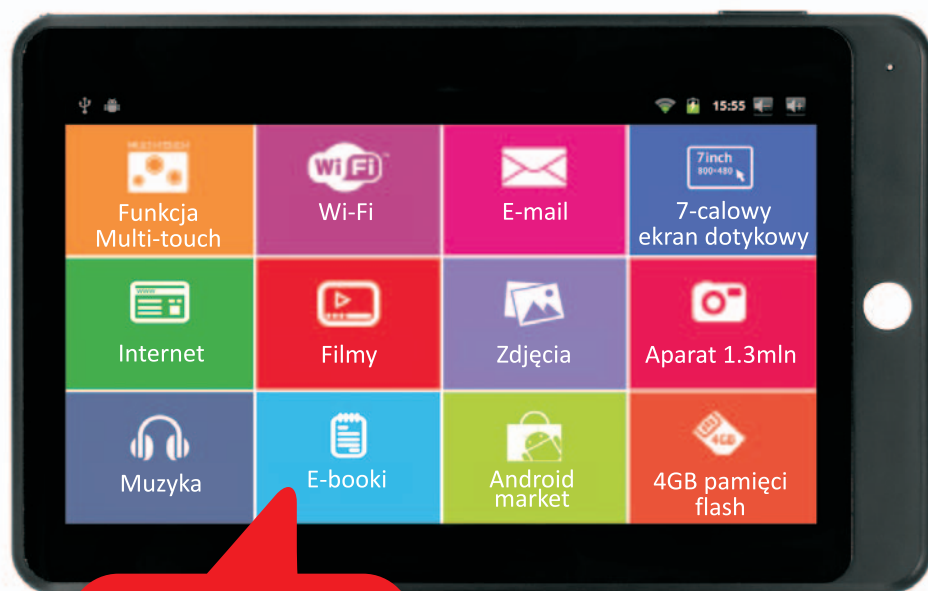 15:55
MULTI-TOUCH
Funkcja
Multi-touch
Wi Fi™
Wi-Fi
E-mail
7inch
800*480
7-calowy
ekran dotykowy
www
Internet
Filmy
Zdjęcia
Aparat 1.3mln
Muzyka
E-booki
Android
market
4GB
4GB pamięci
flash